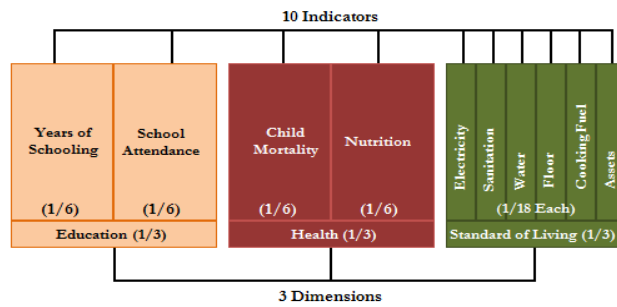 10 Indicators
Years of
Schooling
(1/6)
School
Attendance
(1/6)
Education (1/3)
Child
Mortality
(1/6)
Nutrition
(1/6)
Health (1/3)
Electricity
Sanitation
Water
Floor
Cooking Fuel
Assets
(1/18 Each)
Standard of Living (1/3)
3 Dimensions